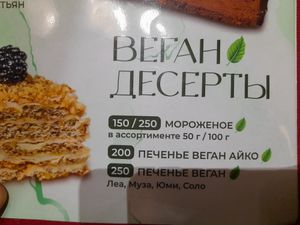 ТЬЯН
ВЕГАН
ДЕСЕРТЫ
150 / 250 МОРОЖЕНОЕ
в ассортименте 50 г / 100 г
200 ПЕЧЕНЬЕ ВЕГАН АЙКО
250 ПЕЧЕНЬЕ ВЕГАН
Леа, Муза, Юми, Соло